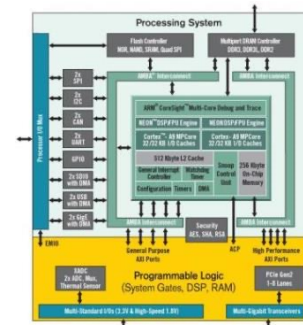 Processing System
Flash Controller
NOR, NAND, SRAM, Quad SPI
Multiport DRAM Controller
DDR3, DDR3L, DDR2
Processor I/O Mux
AMBA® Interconnect
AMBA® Interconnect
2x
SPI
2x
I2C
2x
CAN
2x
UART
GPIO
2x SDIO
with DMA
2x USB
with DMA
2x GigE
with DMA
ARM® CoreSight™ Multi-Core Debug and Trace
NEON™ DSP/FPU Engine
NEON DSP/FPU Engine
Cortex™- A9 MPCore
32/32 KB I/D Caches
Cortex- A9 MPCore
32/32 KB I/D Caches
512 Kbyte L2 Cache
General Interrupt
Controller
Watchdog
Timer
Configuration
Timers
DMA
Snoop
Control
Unit
256 Kbyte
On-Chip
Memory
AMBA® Interconnect
Security
AES, SHA, RSA
AMBA® Interconnect
EMIO
General Purpose
AXI Ports
ACP
High Performance
AXI Ports
XADC
2x ADC, Mux,
Thermal Sensor
Programmable Logic
(System Gates, DSP, RAM)
PCIe Gen2
1-8 Lanes
Multi-Standard I/Os (3.3V & High-Speed 1.8V)
Multi-Gigabit Transceivers